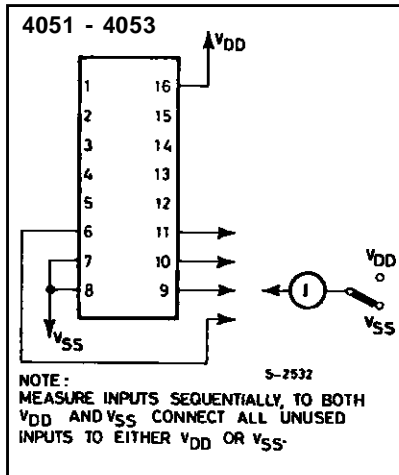 4051 - 4053
VDD
1 16
2 15
3 14
4 13
5 12
6 11
7 10
8 9
I
VDD
VSS
VSS
S-2532
NOTE:
MEASURE INPUTS SEQUENTIALLY, TO BOTH
VDD AND VSS CONNECT ALL UNUSED
INPUTS TO EITHER VDD OR VSS.